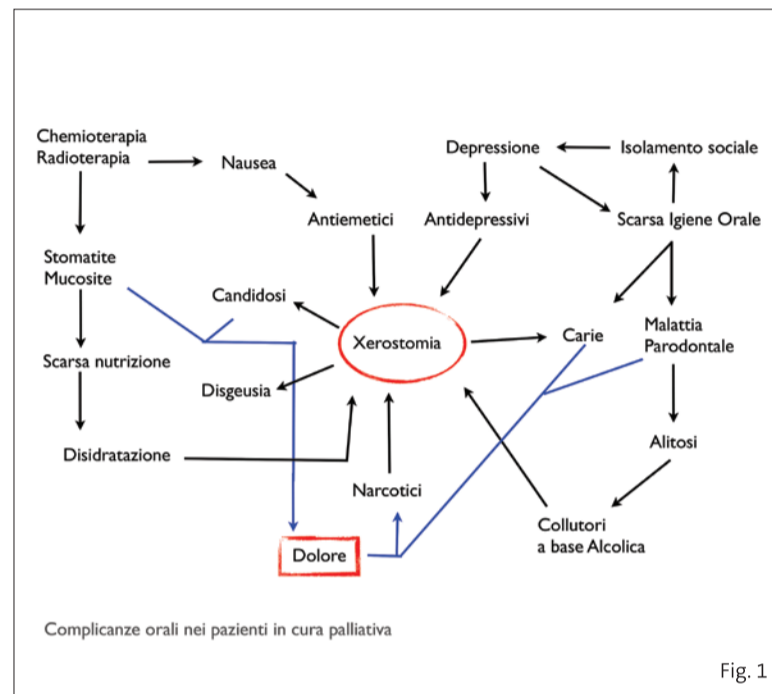 Chemioterapia
Radioterapia
Nausea
Depressione
Isolamento sociale
Antiemetici
Antidepressivi
Scarsa Igiene Orale
Stomatite
Mucosite
Candidosi
Xerostomia
Carie
Malattia
Parodontale
Scarsa nutrizione
Disgeusia
Disidratazione
Alitosi
Narcotici
Collutori
a base Alcolica
Dolore
Complicanze orali nei pazienti in cura palliativa
Fig. 1